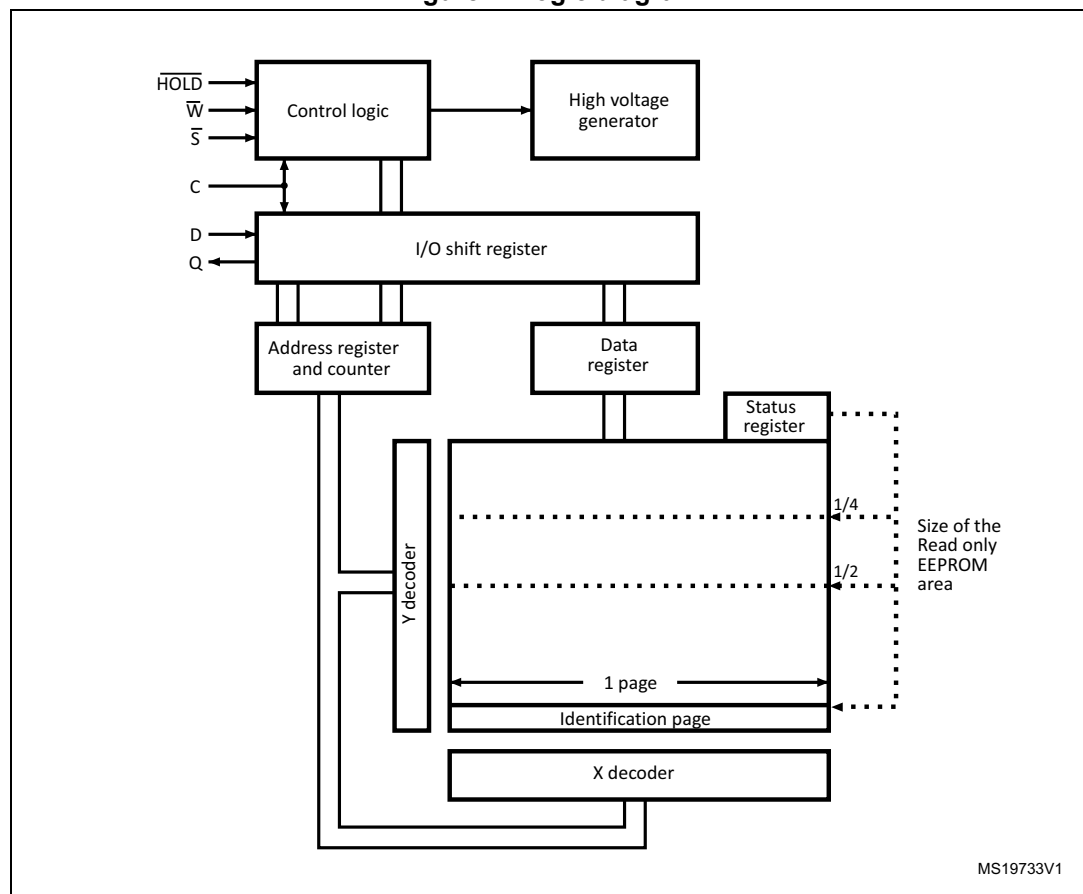 HOLD
W
S
C
D
Q
Control logic
High voltage
generator
I/O shift register
Address register
and counter
Data
register
Status
register
1/4
1/2
Size of the
Read only
EEPROM
area
Y decoder
1 page
Identification page
X decoder
MS19733V1